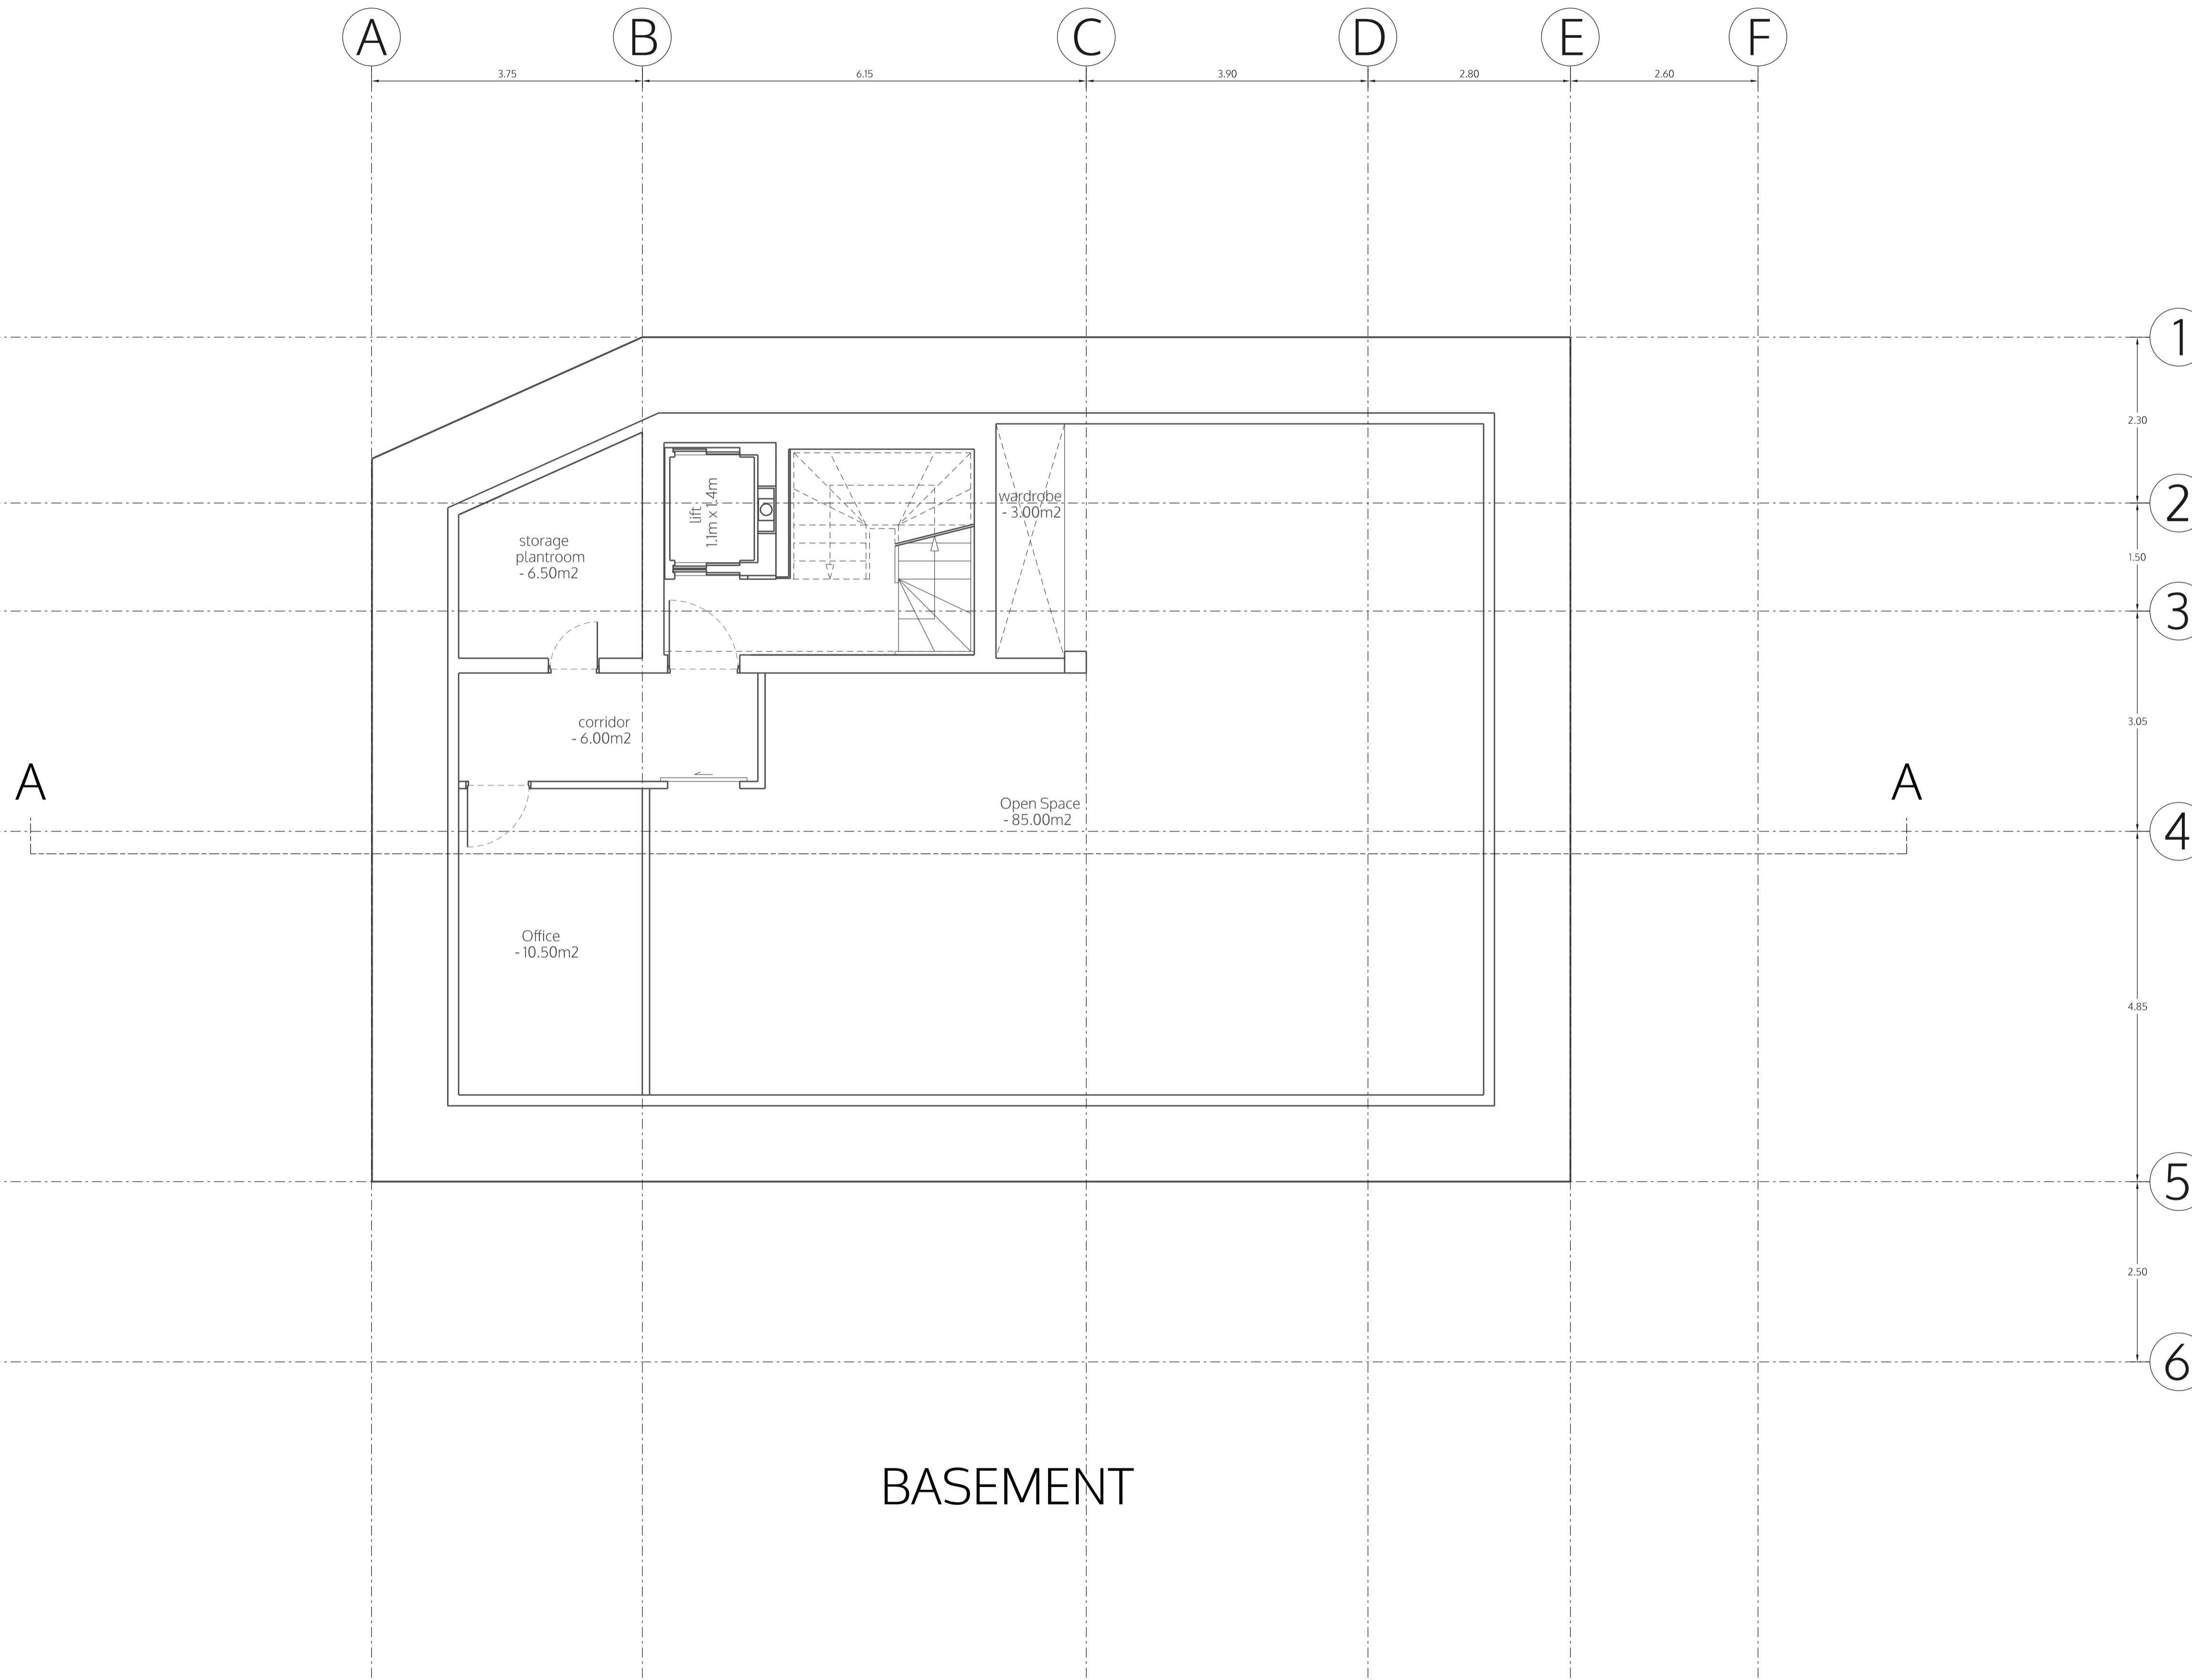 A B C D E F
3.75 6.15 3.90 2.80 2.60
1
2.30
wardrobe
- 3.00m2
lift
1.1m x 1.4m
2
storage
plantroom
- 6.50m2
1.50
3
corridor
- 6.00m2
3.05
A A
Open Space
- 85.00m2
4
Office
- 10.50m2
4.85
5
2.50
6
BASEMENT